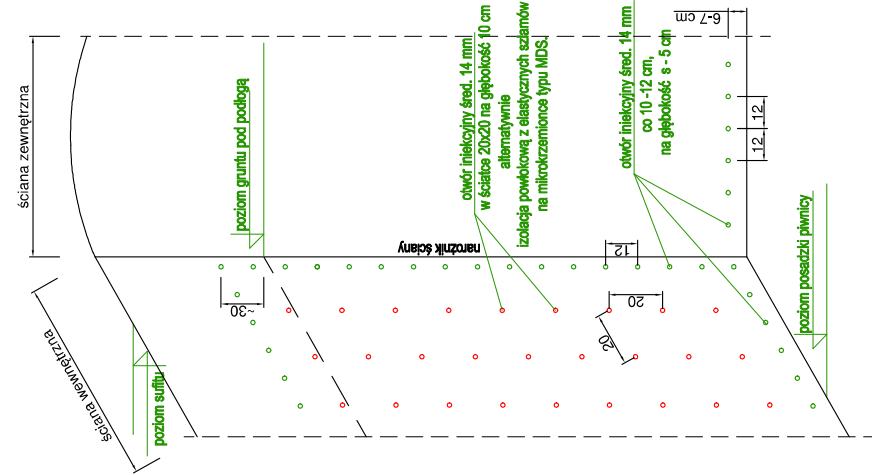 ściana zewnętrzna
poziom gruntu pod podłogą
otwór iniekcyjny śred. 14 mm
w ściatce 20x20 na głębokość 10 cm
alternatywnie
izolacja powłokową z elastycznych szlamów
na mikrokrzemionce typu MDS.
otwór iniekcyjny śred. 14 mm
co 10 -12 cm,
na głębokość s - 5 cm
6-7 cm
12
12
narożnik ściany
12
20
20
~30
ściana wewnętrzna
poziom sufitu
poziom posadzki piwnicy